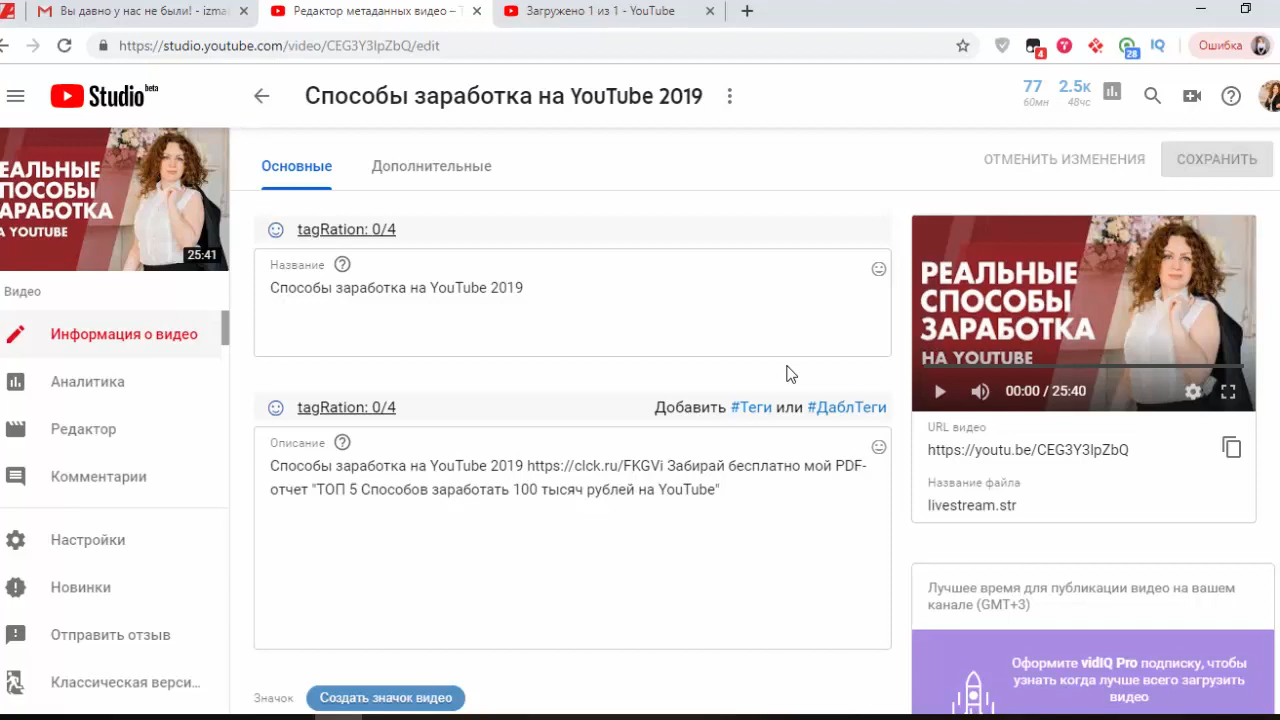 Вы давно у нас не были! - izma
Редактор метаданных видео – 
Загружено 1 из 1 - YouTube
https://studio.youtube.com/video/CEG3Y3IpZbQ/edit
4
28
IQ
Ошибка
Studio beta
Способы заработка на YouTube 2019
77
60мн
2.5к
48чс
ЕАЛЬНЫЕ
ПОСОБЫ
АРАБОТКА
А YOUTUBE
25:41
Видео
Информация о видео
Аналитика
Редактор
Комментарии
Настройки
Новинки
Отправить отзыв
Классическая верси...
Основные
Дополнительные
ОТМЕНИТЬ ИЗМЕНЕНИЯ
СОХРАНИТЬ
tagRation: 0/4
Название
Способы заработка на YouTube 2019
tagRation: 0/4
Добавить #Теги или #ДаблТеги
Описание
Способы заработка на YouTube 2019 https://clck.ru/FKGVi Забирай бесплатно мой PDF-
отчет "ТОП 5 Способов заработать 100 тысяч рублей на YouTube"
Значок
Создать значок видео
РЕАЛЬНЫЕ
СПОСОБЫ
ЗАРАБОТКА
НА YOUTUBE
00:00 / 25:40
URL видео
https://youtu.be/CEG3Y3IpZbQ
Название файла
livestream.str
Лучшее время для публикации видео на вашем
канале (GMT+3)
Оформите vidIQ Pro подписку, чтобы
узнать когда лучше всего загрузить
видео